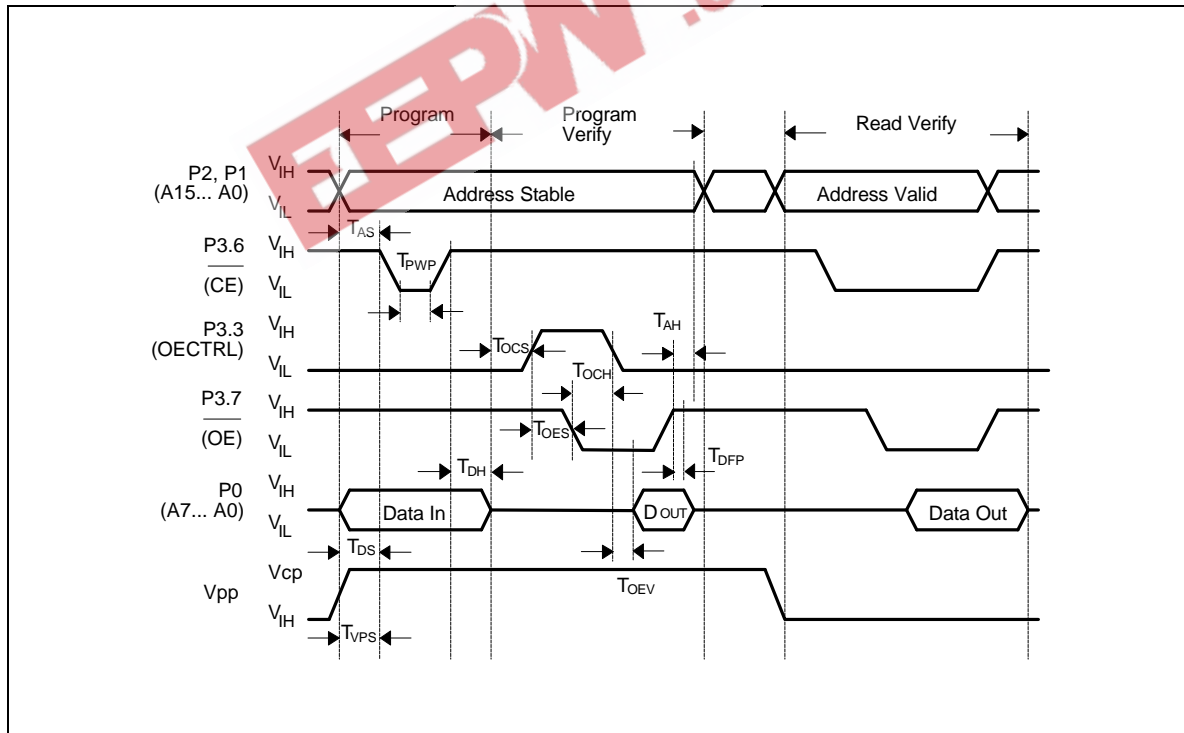 EEPW
Program
Program
Verify
Read Verify
P2, P1
(A15... A0)
VIH
VIL
Address Stable
Address Valid
TAS
P3.6
(CE)
VIH
VIL
TPWP
P3.3
(OECTRL)
VIH
VIL
TOCS
TAH
TOCH
P3.7
(OE)
VIH
VIL
TOES
TDFP
TDH
P0
(A7... A0)
VIH
VIL
Data In
DOUT
Data Out
TDS
TOEV
Vpp
Vcp
VIH
TVPS